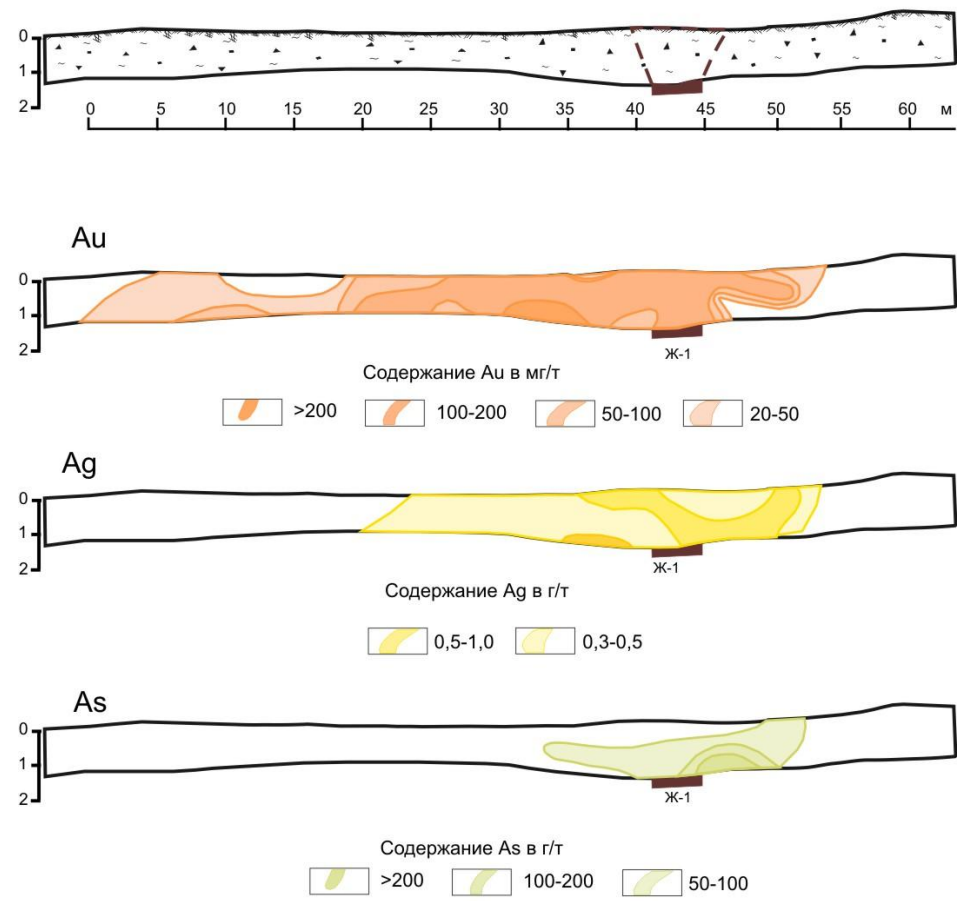 0
1
2
0 5 10 15 20 25 30 35 40 45 50 55 60 м
Au
0
1
2
Ж-1
Содержание Au в мг/т
>200 100-200 50-100 20-50
Ag
0
1
2
Ж-1
Содержание Ag в г/т
0,5-1,0 0,3-0,5
As
0
1
2
Ж-1
Содержание As в г/т
>200 100-200 50-100